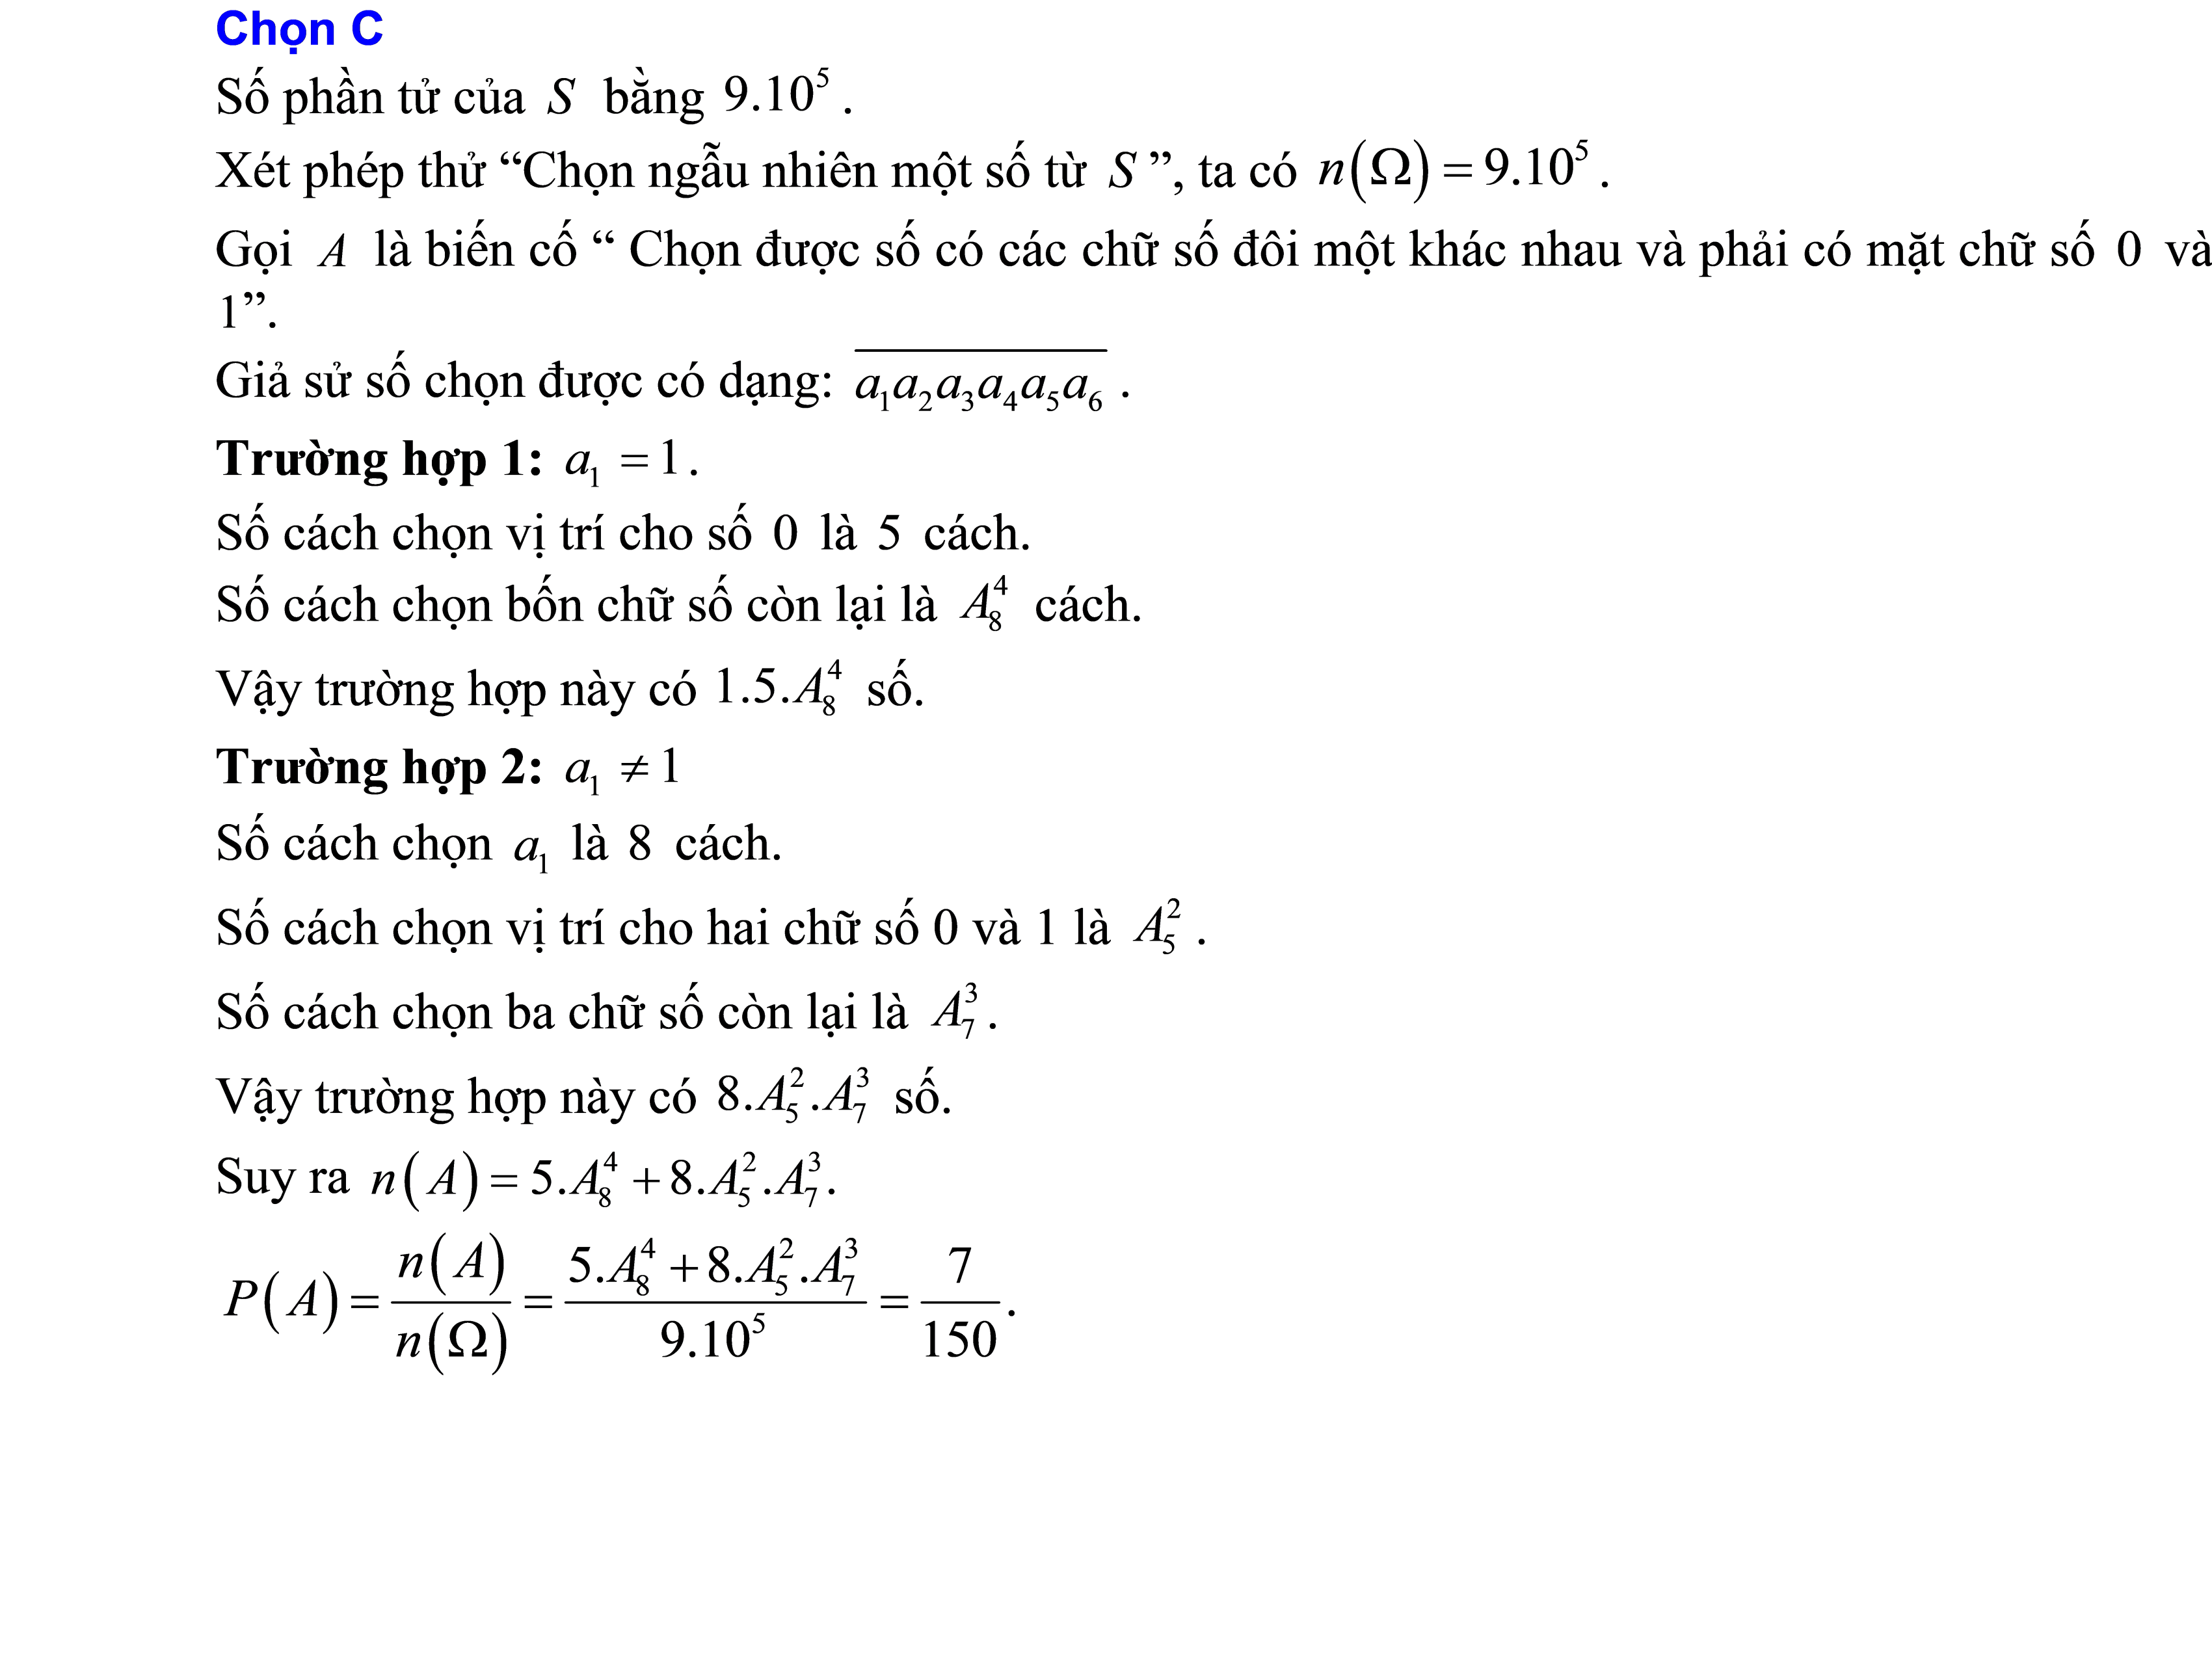 Chọn C
Số phần tử của S bằng 9.10⁵.
Xét phép thử “Chọn ngẫu nhiên một số từ S”, ta có n(Ω) = 9.10⁵.
Gọi A là biến cố “ Chọn được số có các chữ số đôi một khác nhau và phải có mặt chữ số 0 và
1”.
Giả sử số chọn được có dạng: $\overline{a_1a_2a_3a_4a_5a_6}$.
Trường hợp 1: $a_1 = 1$.
Số cách chọn vị trí cho số 0 là 5 cách.
Số cách chọn bốn chữ số còn lại là $A_8^4$ cách.
Vậy trường hợp này có $1.5.A_8^4$ số.
Trường hợp 2: $a_1 \neq 1$
Số cách chọn $a_1$ là 8 cách.
Số cách chọn vị trí cho hai chữ số 0 và 1 là $A_5^2$.
Số cách chọn ba chữ số còn lại là $A_7^3$.
Vậy trường hợp này có $8.A_5^2.A_7^3$ số.
Suy ra $n(A) = 5.A_8^4 + 8.A_5^2.A_7^3$.
$P(A) = \frac{n(A)}{n(\Omega)} = \frac{5.A_8^4 + 8.A_5^2.A_7^3}{9.10^5} = \frac{7}{150}$.